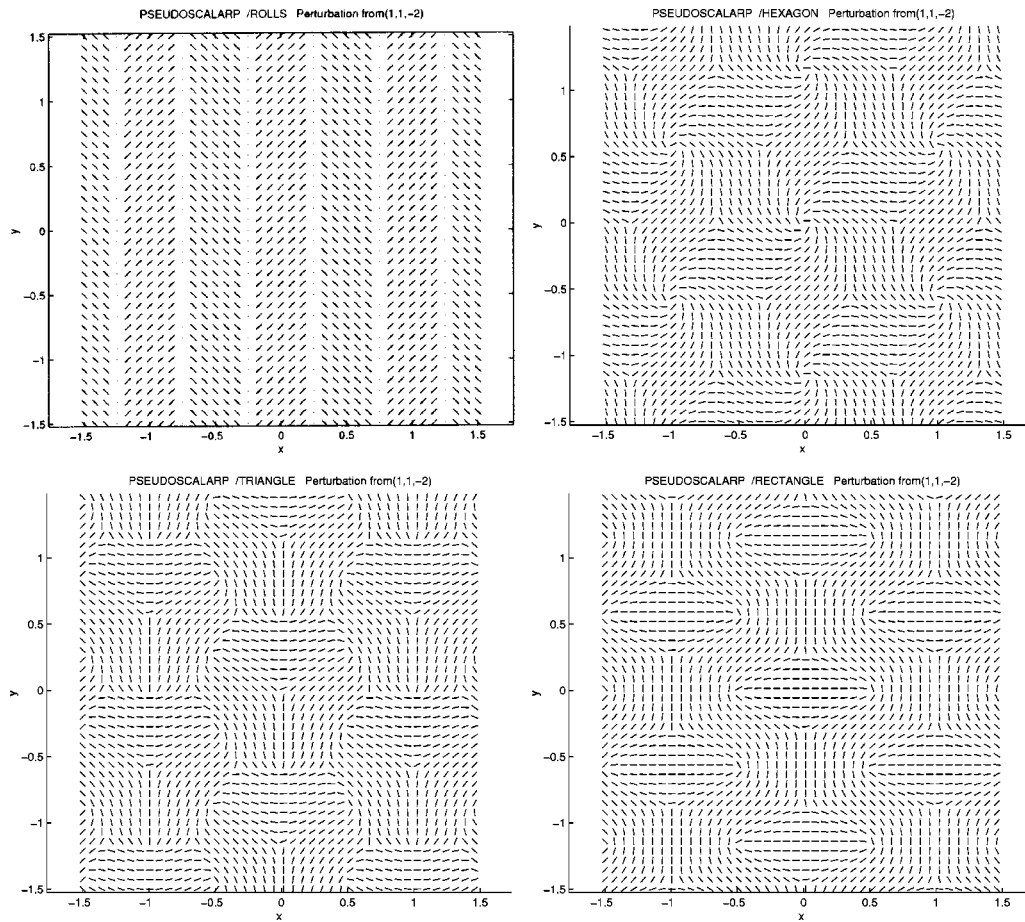 PSEUDOSCALARP /ROLLS Perturbation from(1,1,-2)
1.5
1
0.5
0
-0.5
-1
-1.5
y
-1.5 -1 -0.5 0 0.5 1 1.5
x
PSEUDOSCALARP /HEXAGON Perturbation from(1,1,-2)
1
0.5
0
-0.5
-1
-1.5
y
-1.5 -1 -0.5 0 0.5 1 1.5
x
PSEUDOSCALARP /TRIANGLE Perturbation from(1,1,-2)
1
0.5
0
-0.5
-1
-1.5
y
-1.5 -1 -0.5 0 0.5 1 1.5
x
PSEUDOSCALARP /RECTANGLE Perturbation from(1,1,-2)
1
0.5
0
-0.5
-1
-1.5
y
-1.5 -1 -0.5 0 0.5 1 1.5
x